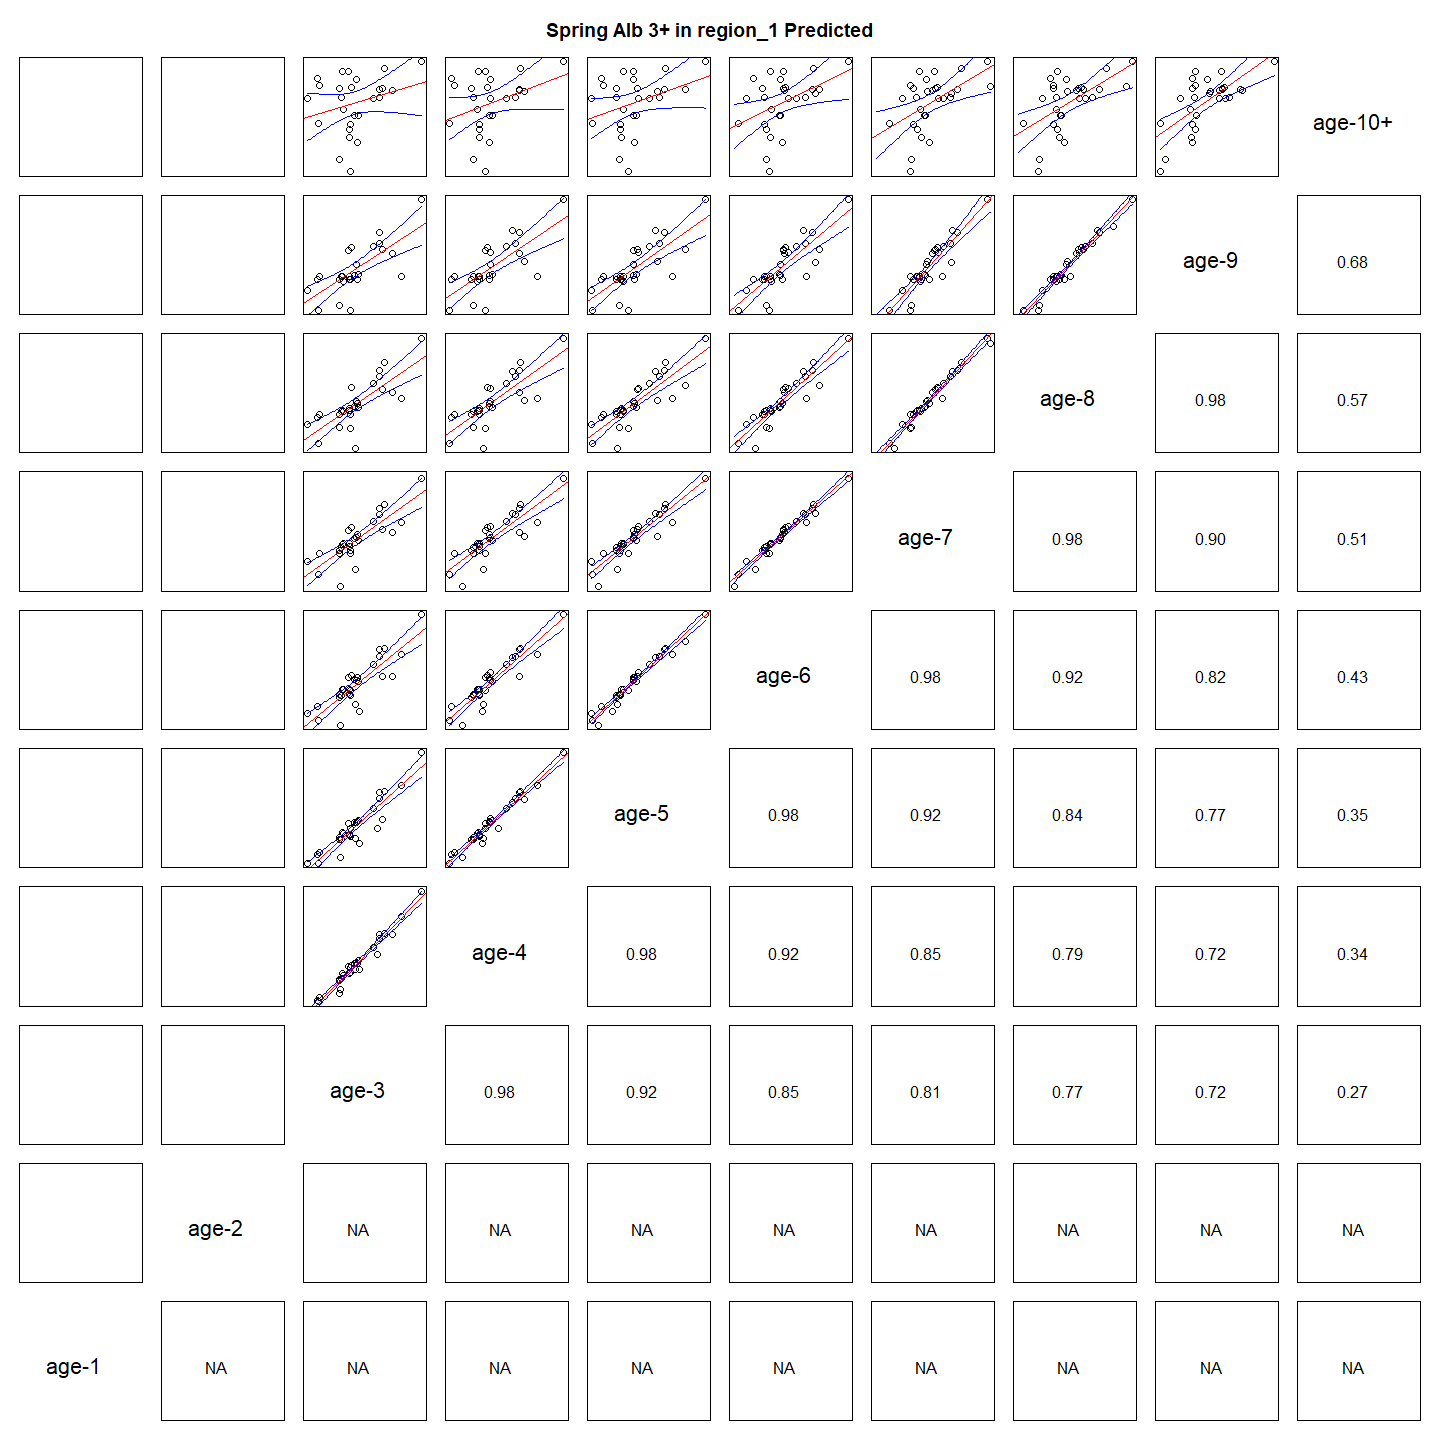 Spring Alb 3+ in region_1 Predicted
age-10+
age-9 0.68
age-8 0.98 0.57
age-7 0.98 0.90 0.51
age-6 0.98 0.92 0.82 0.43
age-5 0.98 0.92 0.84 0.77 0.35
age-4 0.98 0.92 0.85 0.79 0.72 0.34
age-3 0.98 0.92 0.85 0.81 0.77 0.72 0.27
age-2 NA NA NA NA NA NA NA NA
age-1 NA NA NA NA NA NA NA NA NA